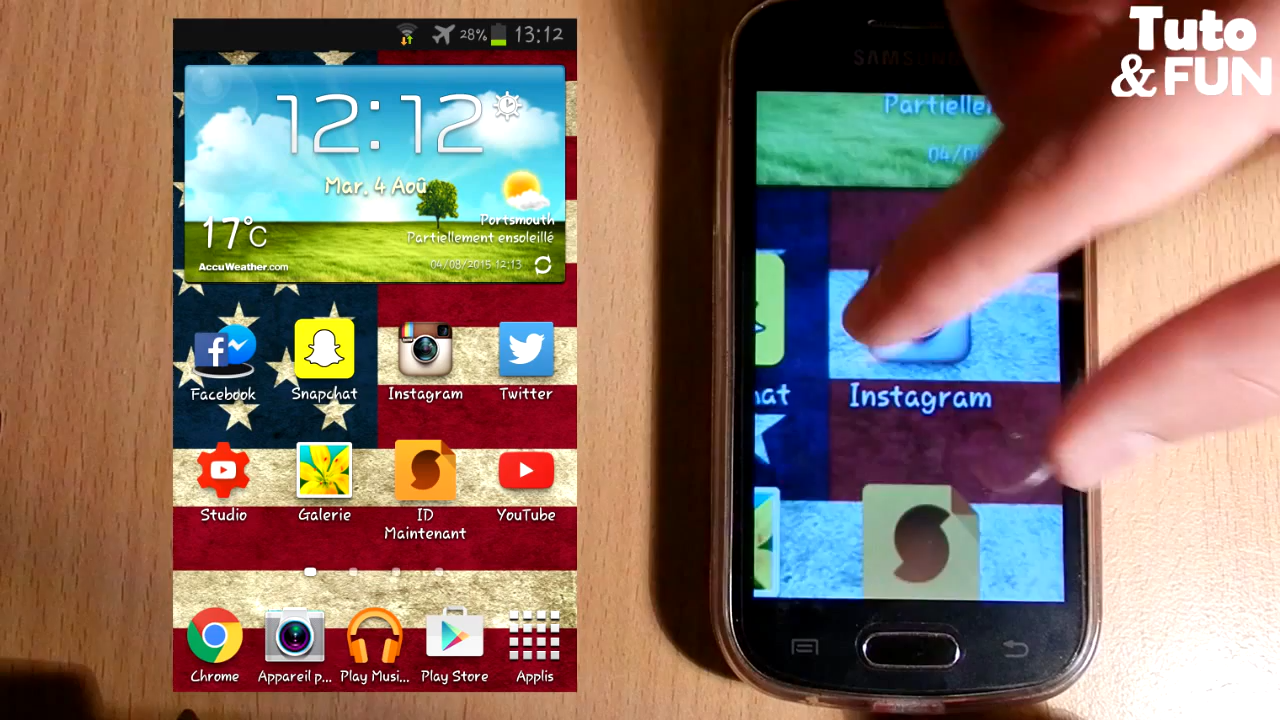 28% 13:12
12:12
Mar. 4 Aoû
17°C
Portsmouth
Partiellement ensoleillé
AccuWeather.com
04/08/2015 12:13
Facebook
Snapchat
Instagram
Twitter
Studio
Galerie
ID
Maintenant
YouTube
Chrome
Appareil p...
Play Musi...
Play Store
Applis
SAMSUNG
Partiellem
04/0
hat
Instagram
Tuto
& FUN